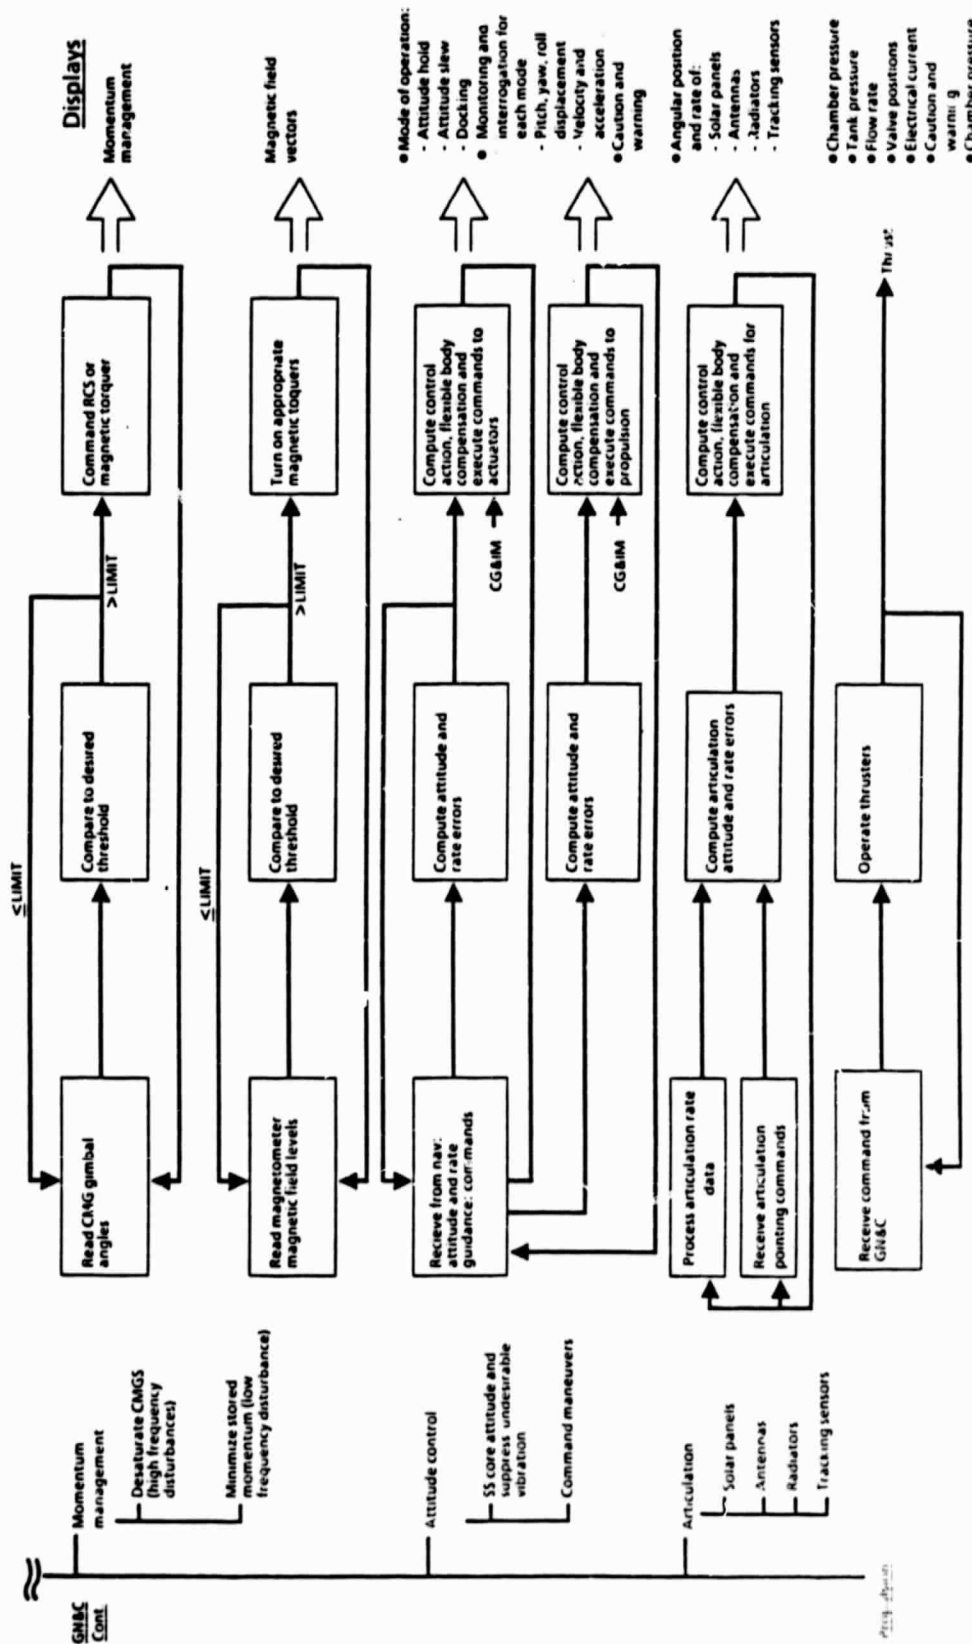 GN&C
Cont.
Displays
Momentum
management
Desaturate CMGS
(high frequency
disturbances)
Minimize stored
momentum (low
frequency disturbance)
≤LIMIT
Read CMG gimbal
angles
Compare to desired
threshold
>LIMIT
Command RCS or
magnetic torquer
Momentum
management
≤LIMIT
Read magnetometer
magnetic field levels
Compare to desired
threshold
>LIMIT
Turn on appropriate
magnetic toquers
Magnetic field
vectors
Attitude control
SS core attitude and
suppress undesirable
vibration
Command maneuvers
Recieve from nav:
attitude and rate
guidance: commands
Compute attitude and
rate errors
CG&IM
Compute control
action, flexible body
compensation and
execute commands to
actuators
Compute attitude and
rate errors
CG&IM
Compute control
action, flexible body
compensation and
execute commands to
propulsion
●Mode of operation:
- Attitude hold
- Attitude slew
- Docking
● Monitoring and
interrogation for
each mode
- Pitch, yaw, roll
displacement
- Velocity and
acceleration
●Caution and
warning
Articulation
Solar panels
Antennas
Radiators
Tracking sensors
Process articulation rate
data
Receive articulation
pointing commands
Compute articulation
attitude and rate errors
Compute control
action, flexible body
compensation and
execute commands for
articulation
●Angular position
and rate of:
- Solar panels
- Antennas
- Radiators
- Tracking sensors
Receive command from
GN&C
Operate thrusters
Thrust
●Chamber pressure
●Tank pressure
●Flow rate
●Valve positions
●Electrical current
●Caution and
warning
●Chamber pressure